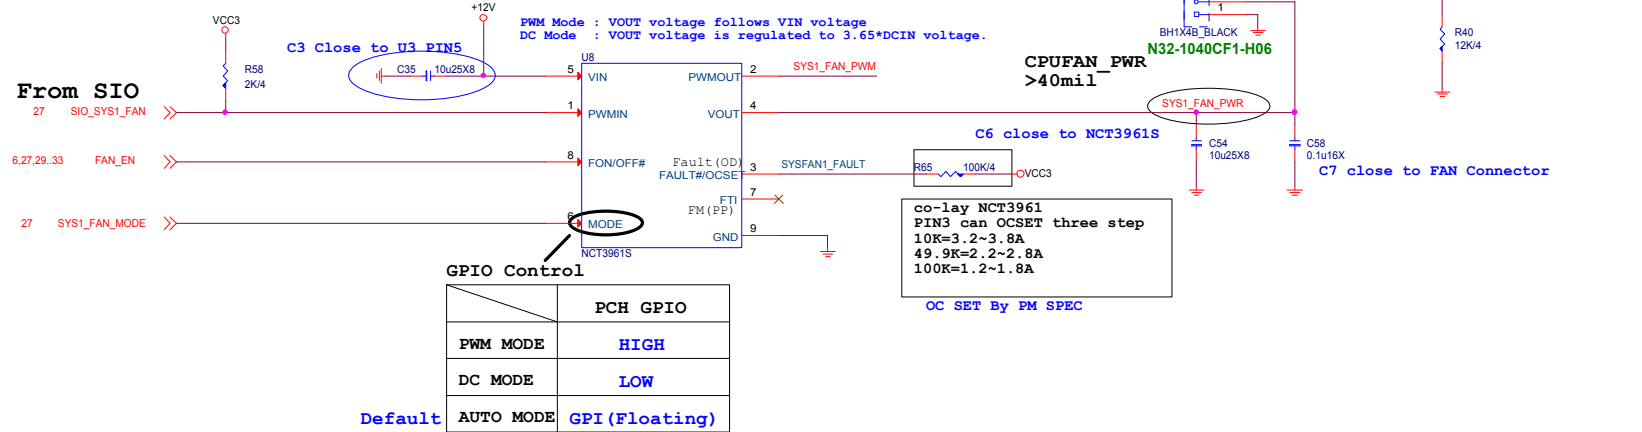 +12V
VCC3
PWM Mode : VOUT voltage follows VIN voltage
DC Mode : VOUT voltage is regulated to 3.65*DCIN voltage.
C3 Close to U3 PIN5
U8
1
BH1X4B_BLACK
N32-1040CF1-H06
R40
12K/4
R58
2K/4
C35
10u25X8
5
VIN
PWMOUT
2
SYS1_FAN_PWM
CPUFAN_PWR
>40mil
From SIO
27
SIO_SYS1_FAN
1
PWMIN
VOUT
4
SYS1_FAN_PWR
C6 close to NCT3961S
C54
10u25X8
C58
0.1u16X
C7 close to FAN Connector
6,27,29..33
FAN_EN
8
FON/OFF#
Fault(OD)
FAULT#/OCSET
3
SYSFAN1_FAULT
R65
100K/4
VCC3
FTI
7
FM(PP)
27
SYS1_FAN_MODE
6
MODE
GND
9
NCT3961S
co-lay NCT3961
PIN3 can OCSET three step
10K=3.2~3.8A
49.9K=2.2~2.8A
100K=1.2~1.8A
OC SET By PM SPEC
GPIO Control
PCH GPIO
PWM MODE HIGH
DC MODE LOW
Default AUTO MODE GPI(Floating)